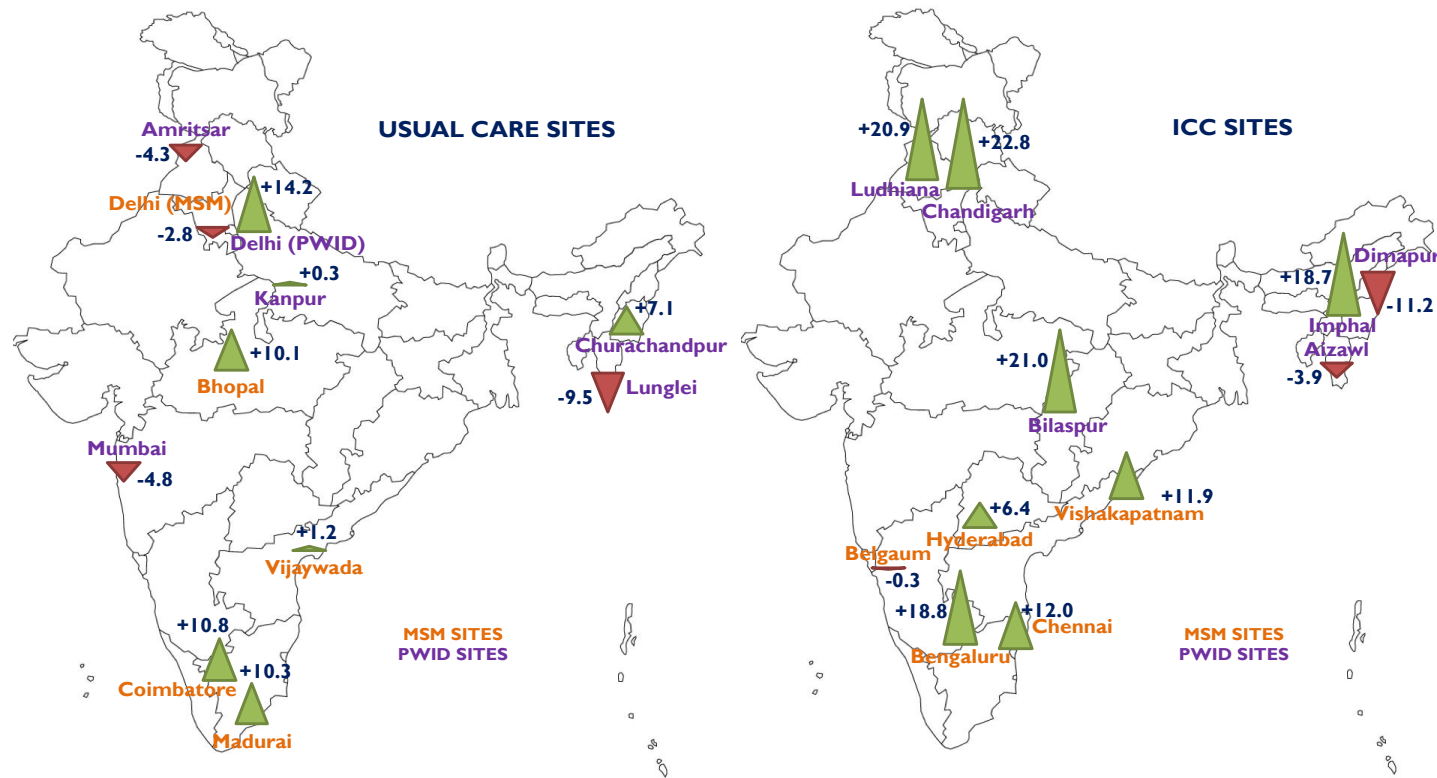 USUAL CARE SITES
Amritsar
-4.3
+14.2
Delhi (MSM)
-2.8
Delhi (PWID)
+0.3
Kanpur
+7.1
Churachandpur
+10.1
Bhopal
-9.5
Lunglei
Mumbai
-4.8
+1.2
Vijaywada
+10.8
Coimbatore
+10.3
Madurai
MSM SITES
PWID SITES
ICC SITES
+20.9
+22.8
Ludhiana
Chandigarh
Dimapur
+18.7
-11.2
Imphal
Aizawl
-3.9
+21.0
Bilaspur
+11.9
Vishakapatnam
+6.4
Hyderabad
Belgaum
-0.3
+18.8
Bengaluru
+12.0
Chennai
MSM SITES
PWID SITES